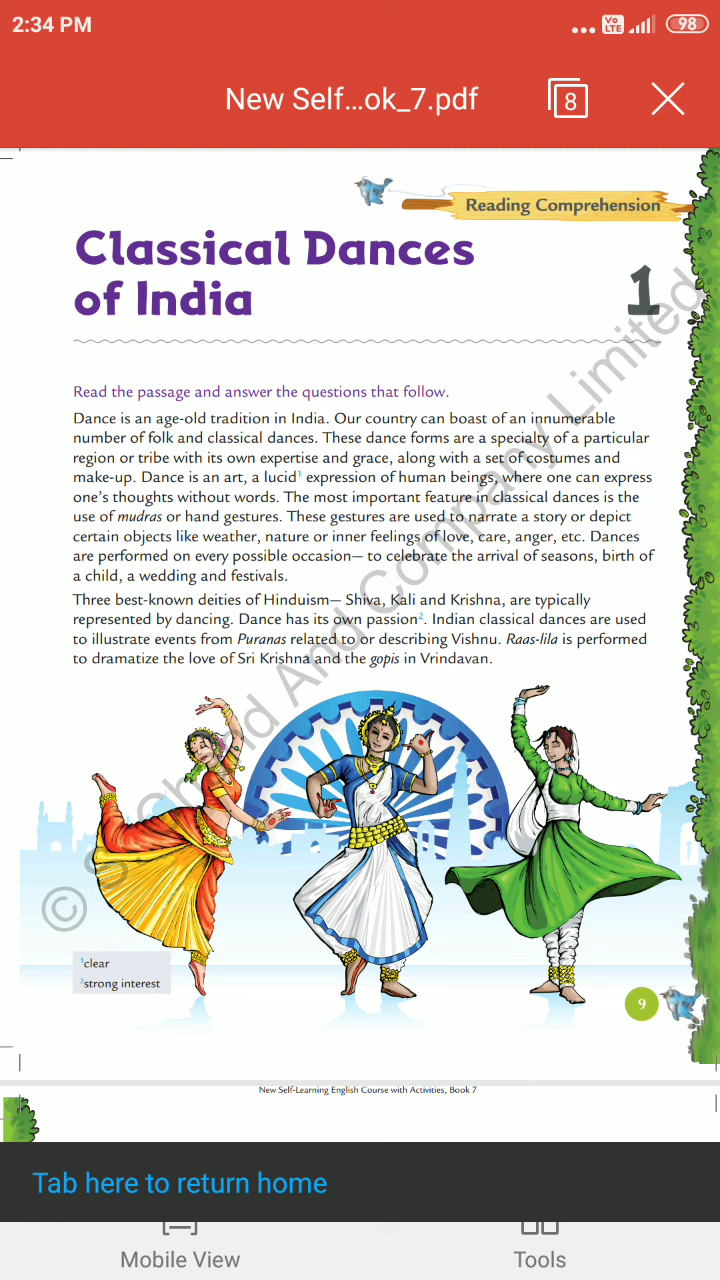 2:34 PM
Vo LTE
98
New Self...ok_7.pdf
8
Reading Comprehension
Classical Dances
of India
1
Read the passage and answer the questions that follow.
Dance is an age-old tradition in India. Our country can boast of an innumerable
number of folk and classical dances. These dance forms are a specialty of a particular
region or tribe with its own expertise and grace, along with a set of costumes and
make-up. Dance is an art, a lucid¹ expression of human beings, where one can express
one's thoughts without words. The most important feature in classical dances is the
use of mudras or hand gestures. These gestures are used to narrate a story or depict
certain objects like weather, nature or inner feelings of love, care, anger, etc. Dances
are performed on every possible occasion— to celebrate the arrival of seasons, birth of
a child, a wedding and festivals.
Three best-known deities of Hinduism— Shiva, Kali and Krishna, are typically
represented by dancing. Dance has its own passion². Indian classical dances are used
to illustrate events from Puranas related to or describing Vishnu. Raas-lila is performed
to dramatize the love of Sri Krishna and the gopis in Vrindavan.
© S Chand And Company Limited
¹clear
²strong interest
9
New Self-Learning English Course with Activities, Book 7
Tab here to return home
Mobile View
Tools